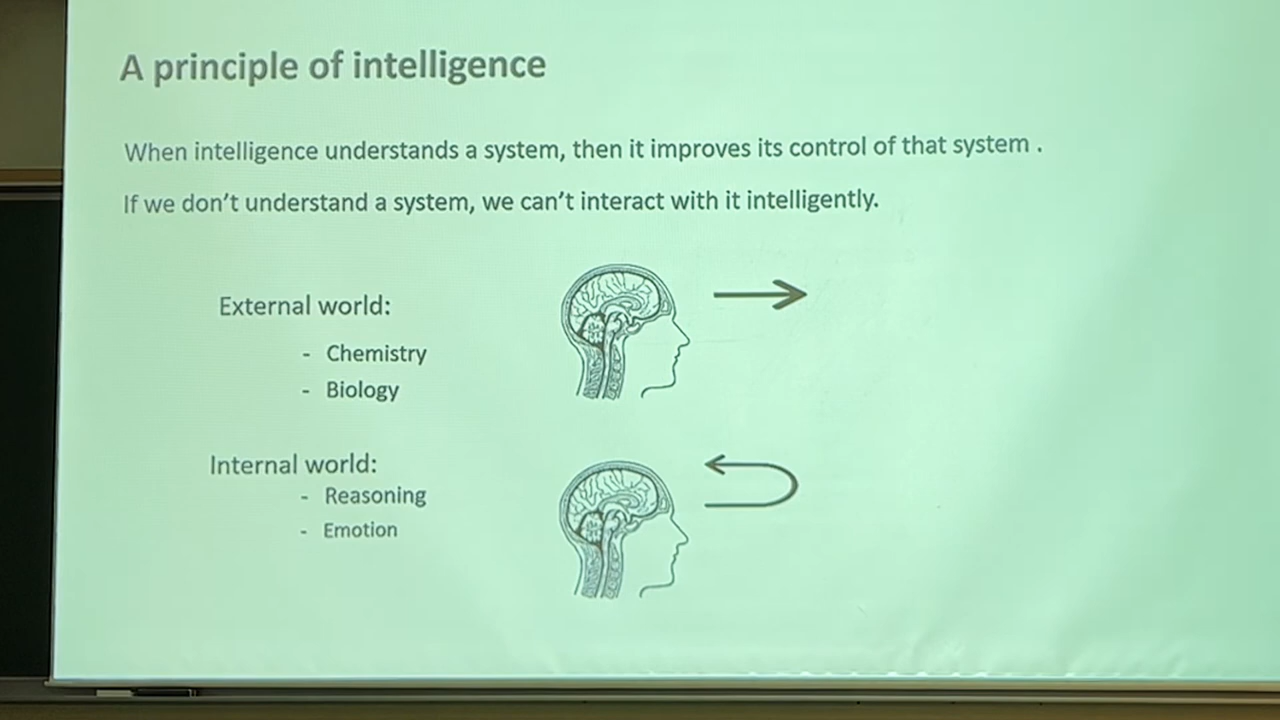 A principle of intelligence
When intelligence understands a system, then it improves its control of that system .
If we don't understand a system, we can't interact with it intelligently.
External world:
- Chemistry
- Biology
Internal world:
- Reasoning
- Emotion